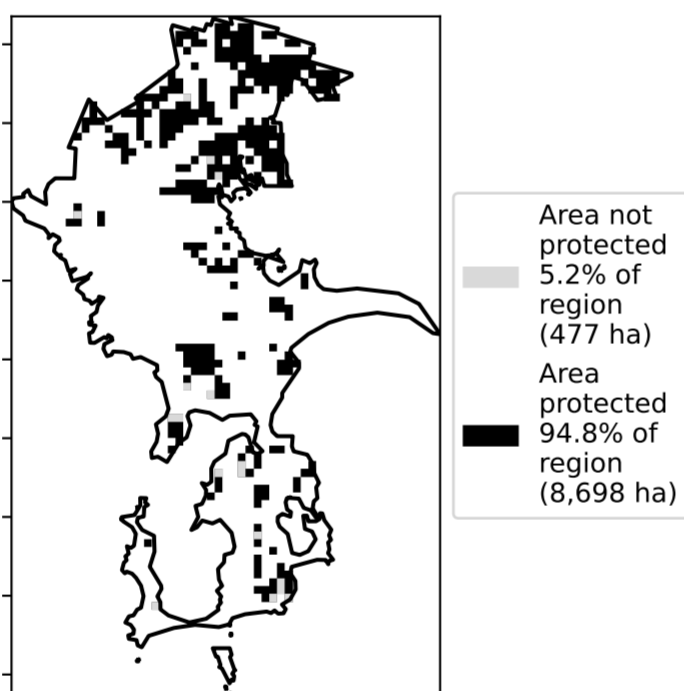 Area not
protected
5.2% of
region
(477 ha)
Area
protected
94.8% of
region
(8,698 ha)